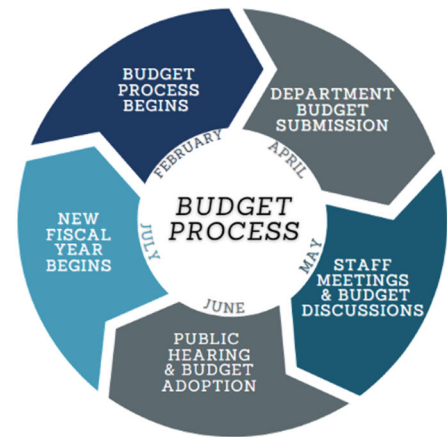 BUDGET
PROCESS
BEGINS
FEBRUARY
DEPARTMENT
BUDGET
SUBMISSION
APRIL
STAFF
MEETINGS
& BUDGET
DISCUSSIONS
MAY
PUBLIC
HEARING
& BUDGET
ADOPTION
JUNE
NEW
FISCAL
YEAR
BEGINS
JULY
BUDGET
PROCESS